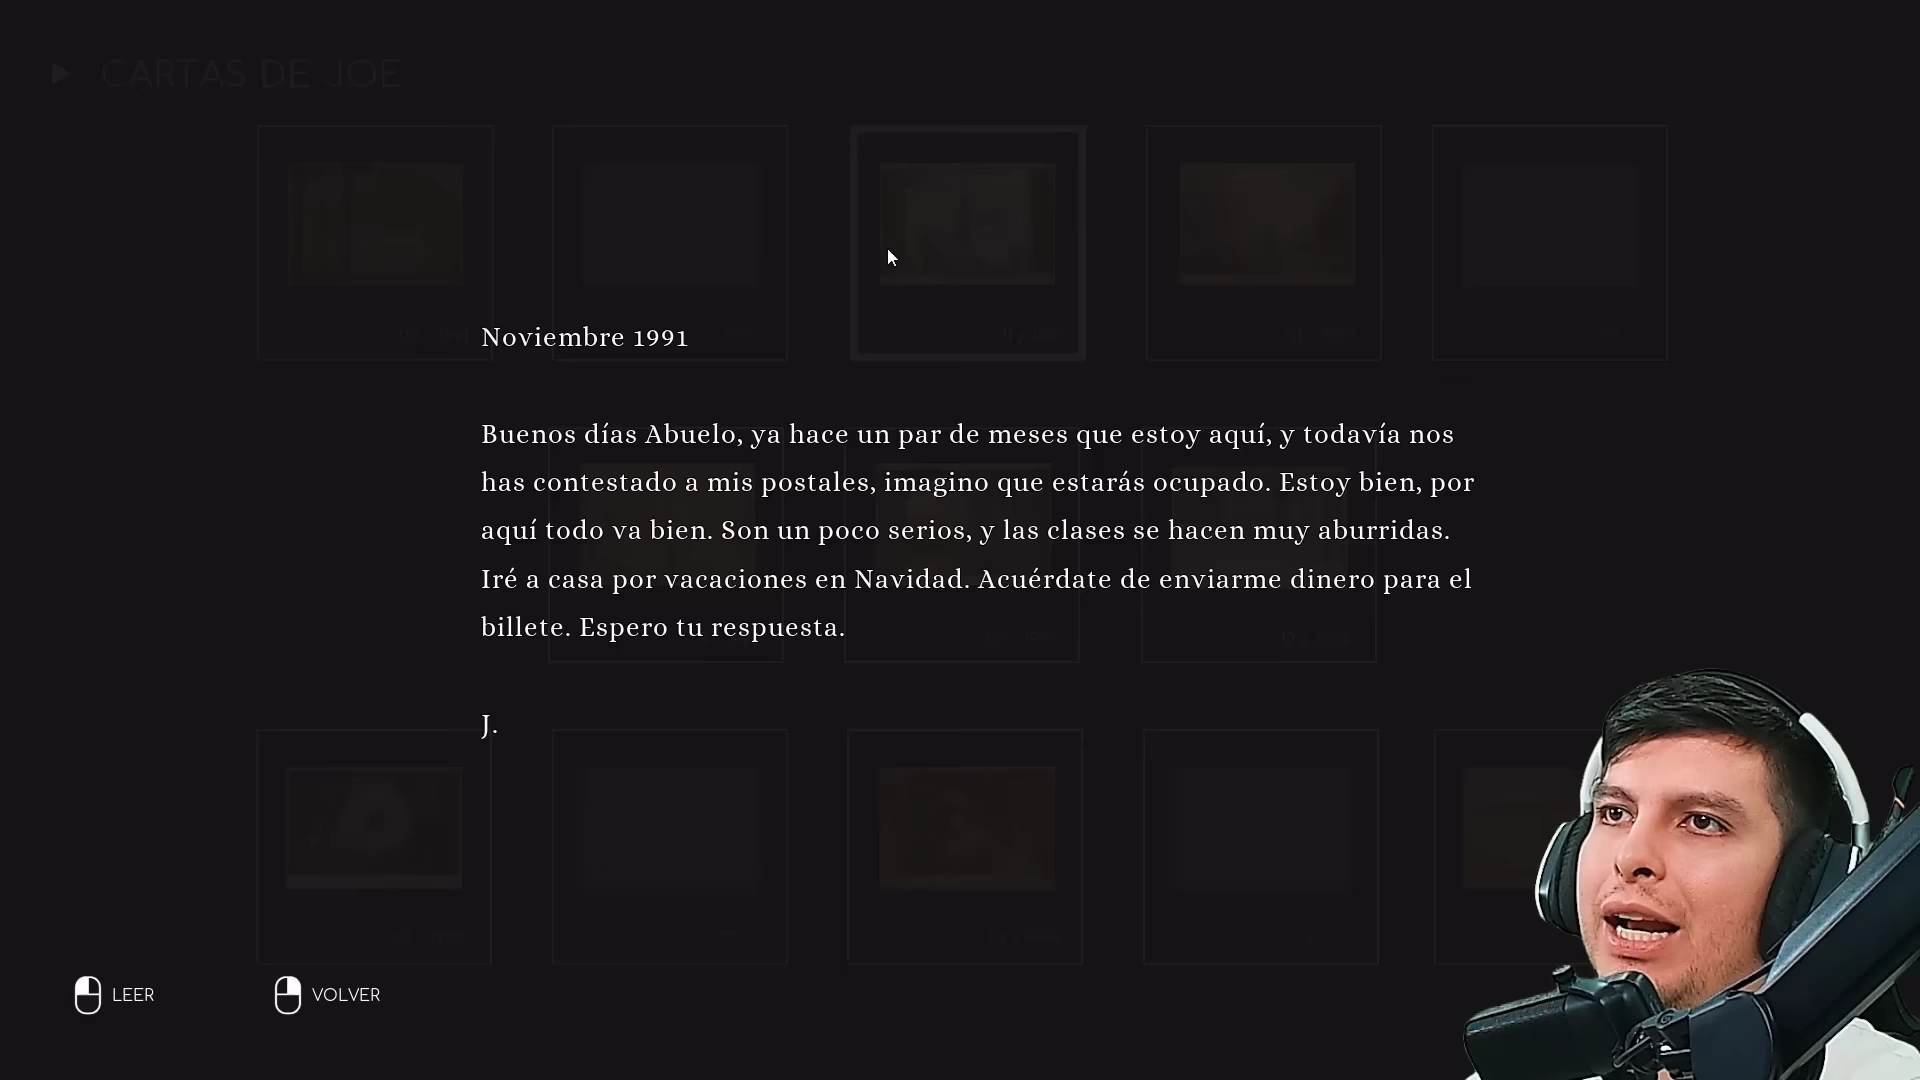 CARTAS DE JOE
Noviembre 1991
Buenos días Abuelo, ya hace un par de meses que estoy aquí, y todavía nos
has contestado a mis postales, imagino que estarás ocupado. Estoy bien, por
aquí todo va bien. Son un poco serios, y las clases se hacen muy aburridas.
Iré a casa por vacaciones en Navidad. Acuérdate de enviarme dinero para el
billete. Espero tu respuesta.
J.
LEER
VOLVER